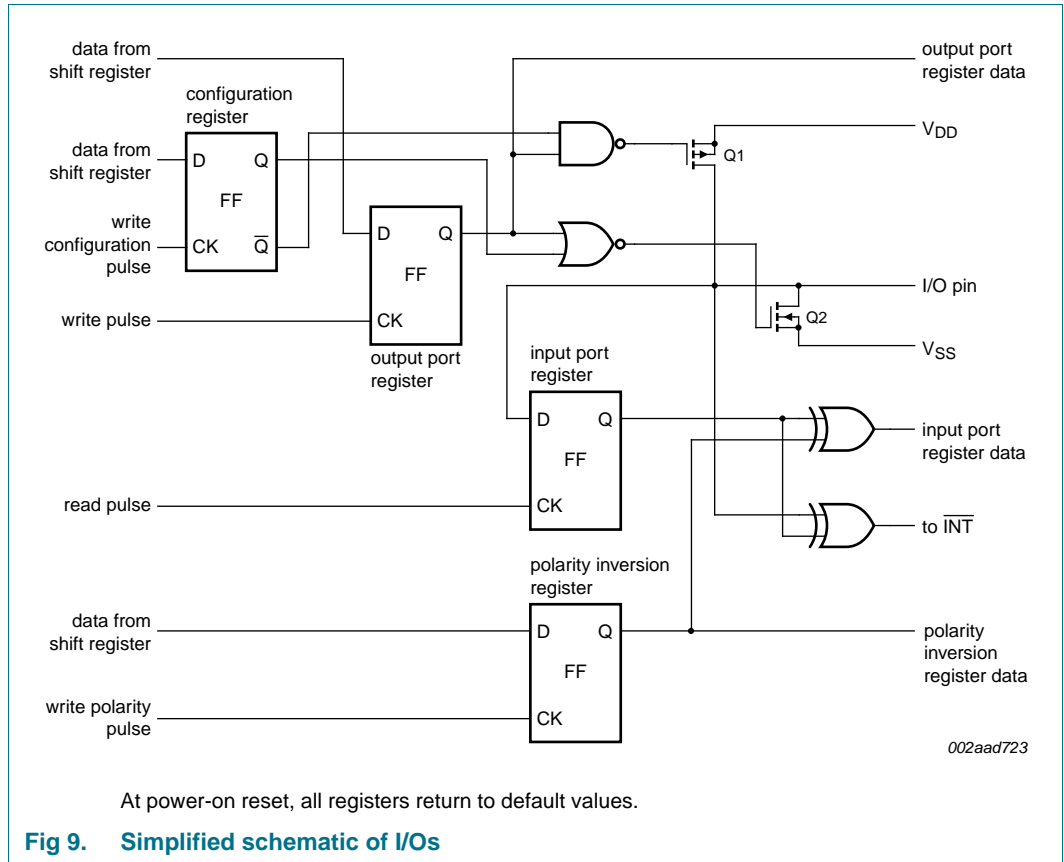 data from
shift register
output port
register data
configuration
register
VDD
data from
shift register
D
Q
FF
Q1
write
configuration
pulse
CK
Q̅
D
Q
FF
I/O pin
write pulse
CK
Q2
output port
register
input port
register
VSS
D
Q
FF
input port
register data
read pulse
CK
to I̅N̅T̅
polarity inversion
register
data from
shift register
D
Q
FF
polarity
inversion
register data
write polarity
pulse
CK
002aad723
At power-on reset, all registers return to default values.
Fig 9. Simplified schematic of I/Os